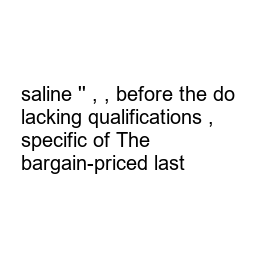 saline " , , before the do
lacking qualifications ,
specific of The
bargain-priced last